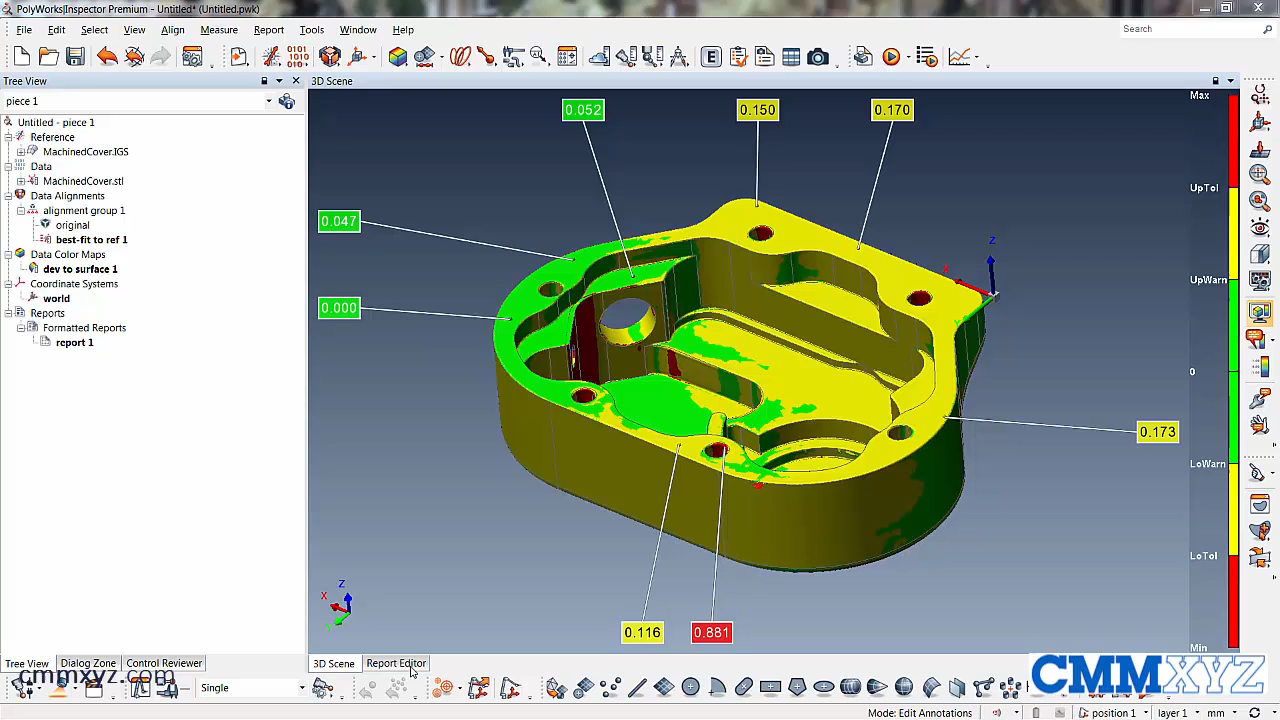 PolyWorks|Inspector Premium - Untitled* (Untitled.pwk)
File Edit Select View Align Measure Report Tools Window Help
Search
Tree View
3D Scene
piece 1
Untitled - piece 1
Reference
MachinedCover.IGS
Data
MachinedCover.stl
Data Alignments
alignment group 1
original
best-fit to ref 1
Data Color Maps
dev to surface 1
Coordinate Systems
world
Reports
Formatted Reports
report 1
0.052
0.150
0.170
0.047
0.000
0.173
0.116
0.881
Z
X
Z
X
Y
Max
UpTol
UpWarn
0
LoWarn
LoTol
Min
Tree View Dialog Zone Control Reviewer
3D Scene Report Editor
cmmxyz.com
Single
CMMXYZ
Mode: Edit Annotations
position 1
layer 1
mm